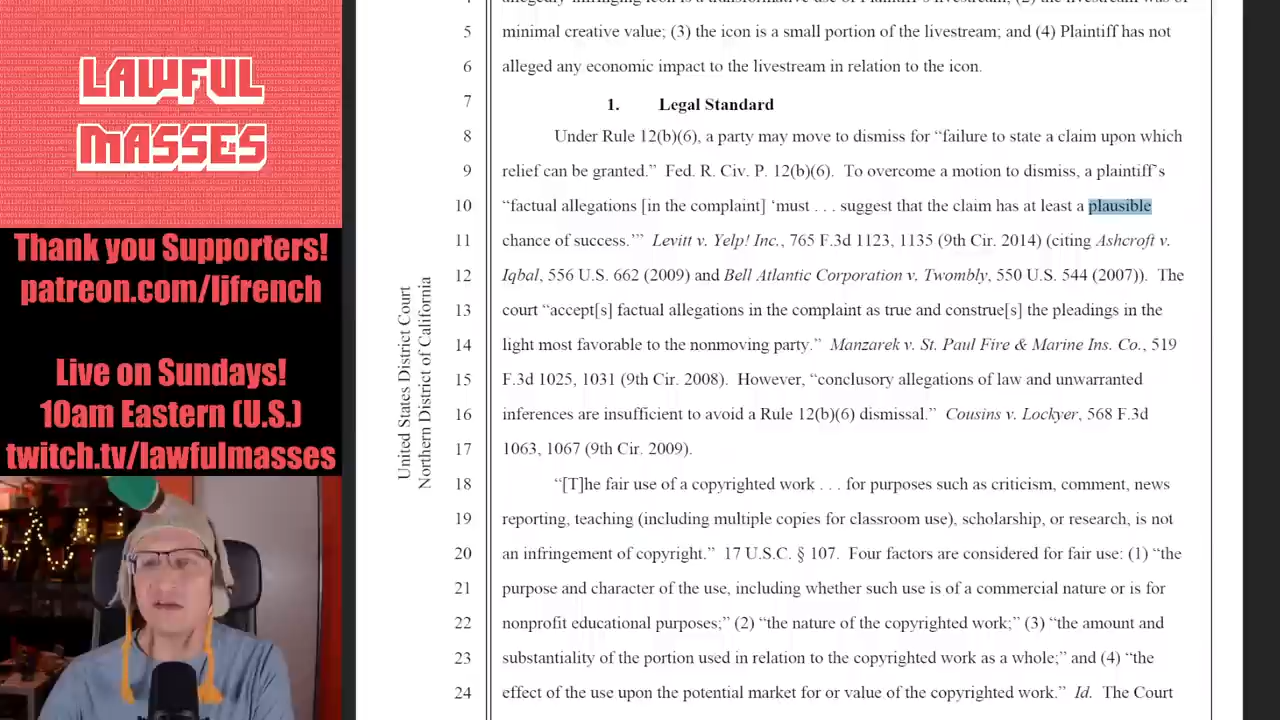 LAWFUL
MASSES
Thank you Supporters!
patreon.com/ljfrench
Live on Sundays!
10am Eastern (U.S.)
twitch.tv/lawfulmasses
United States District Court
Northern District of California
5 minimal creative value; (3) the icon is a small portion of the livestream; and (4) Plaintiff has not
6 alleged any economic impact to the livestream in relation to the icon.
7 1. Legal Standard
8 Under Rule 12(b)(6), a party may move to dismiss for “failure to state a claim upon which
9 relief can be granted.” Fed. R. Civ. P. 12(b)(6). To overcome a motion to dismiss, a plaintiff’s
10 “factual allegations [in the complaint] ‘must . . . suggest that the claim has at least a plausible
11 chance of success.’” Levitt v. Yelp! Inc., 765 F.3d 1123, 1135 (9th Cir. 2014) (citing Ashcroft v.
12 Iqbal, 556 U.S. 662 (2009) and Bell Atlantic Corporation v. Twombly, 550 U.S. 544 (2007)). The
13 court “accept[s] factual allegations in the complaint as true and construe[s] the pleadings in the
14 light most favorable to the nonmoving party.” Manzarek v. St. Paul Fire & Marine Ins. Co., 519
15 F.3d 1025, 1031 (9th Cir. 2008). However, “conclusory allegations of law and unwarranted
16 inferences are insufficient to avoid a Rule 12(b)(6) dismissal.” Cousins v. Lockyer, 568 F.3d
17 1063, 1067 (9th Cir. 2009).
18 “[T]he fair use of a copyrighted work . . . for purposes such as criticism, comment, news
19 reporting, teaching (including multiple copies for classroom use), scholarship, or research, is not
20 an infringement of copyright.” 17 U.S.C. § 107. Four factors are considered for fair use: (1) “the
21 purpose and character of the use, including whether such use is of a commercial nature or is for
22 nonprofit educational purposes;” (2) “the nature of the copyrighted work;” (3) “the amount and
23 substantiality of the portion used in relation to the copyrighted work as a whole;” and (4) “the
24 effect of the use upon the potential market for or value of the copyrighted work.” Id. The Court